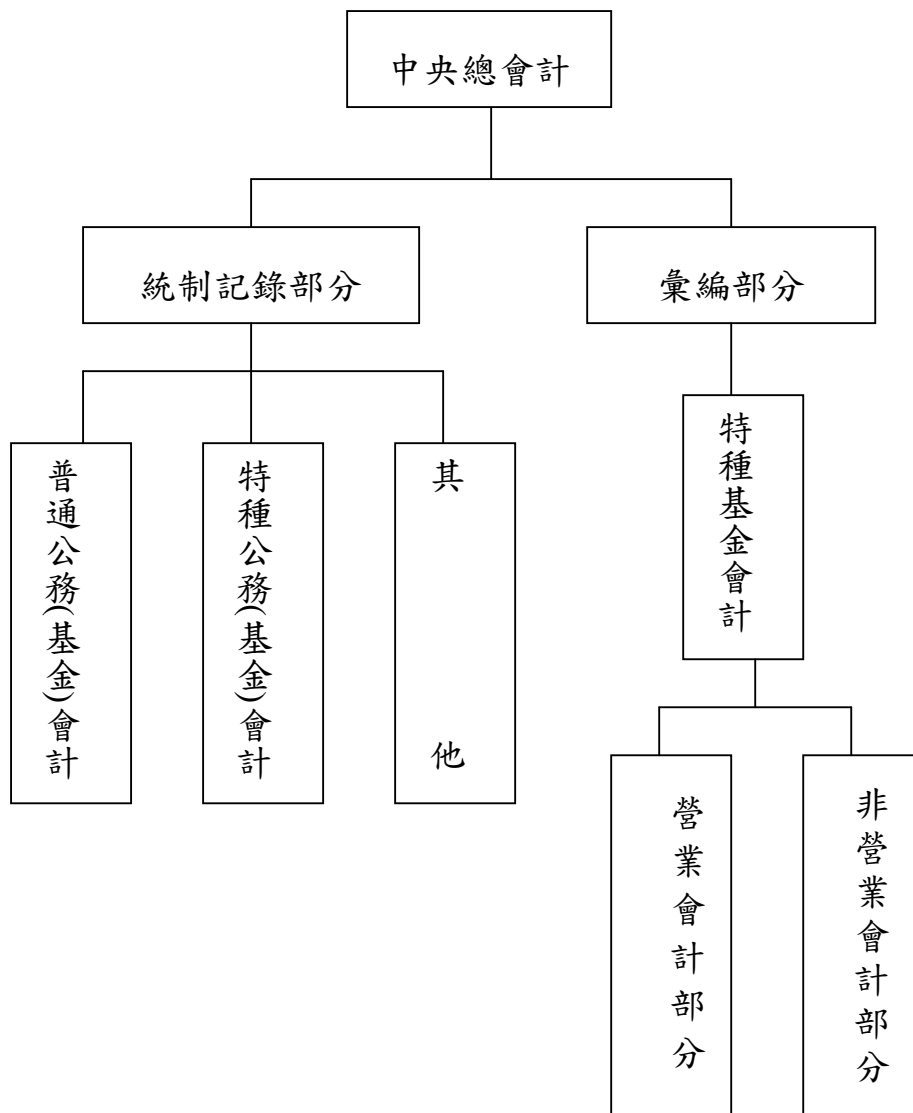 中央總會計
統制記錄部分
彙編部分
普通公務(基金)會計
特種公務(基金)會計
其他
特種基金會計
營業會計部分
非營業會計部分